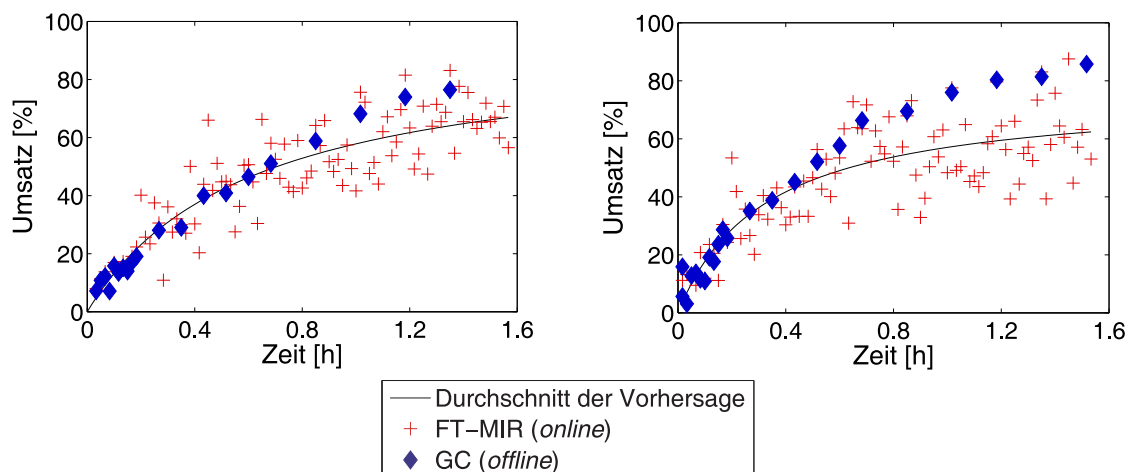 100
80
60
40
20
0
Umsatz [%]
0 0.4 0.8 1.2 1.6
Zeit [h]
100
80
60
40
20
0
Umsatz [%]
0 0.4 0.8 1.2 1.6
Zeit [h]
Durchschnitt der Vorhersage
FT−MIR (online)
GC (offline)